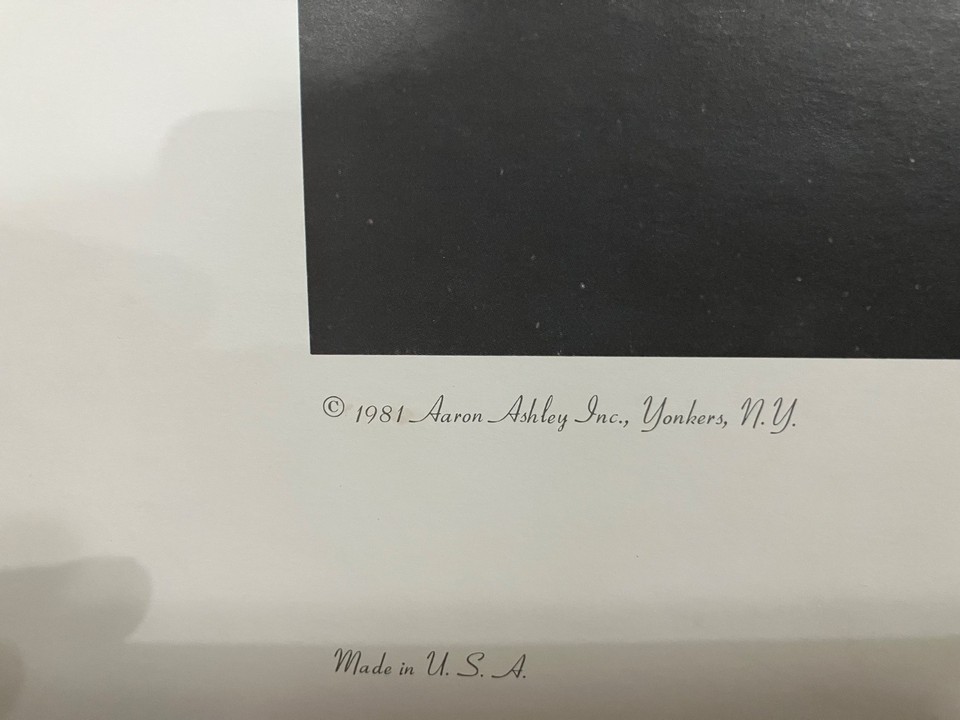 © 1981 Aaron Ashley Inc., Yonkers, N.Y.
Made in U. S. A.